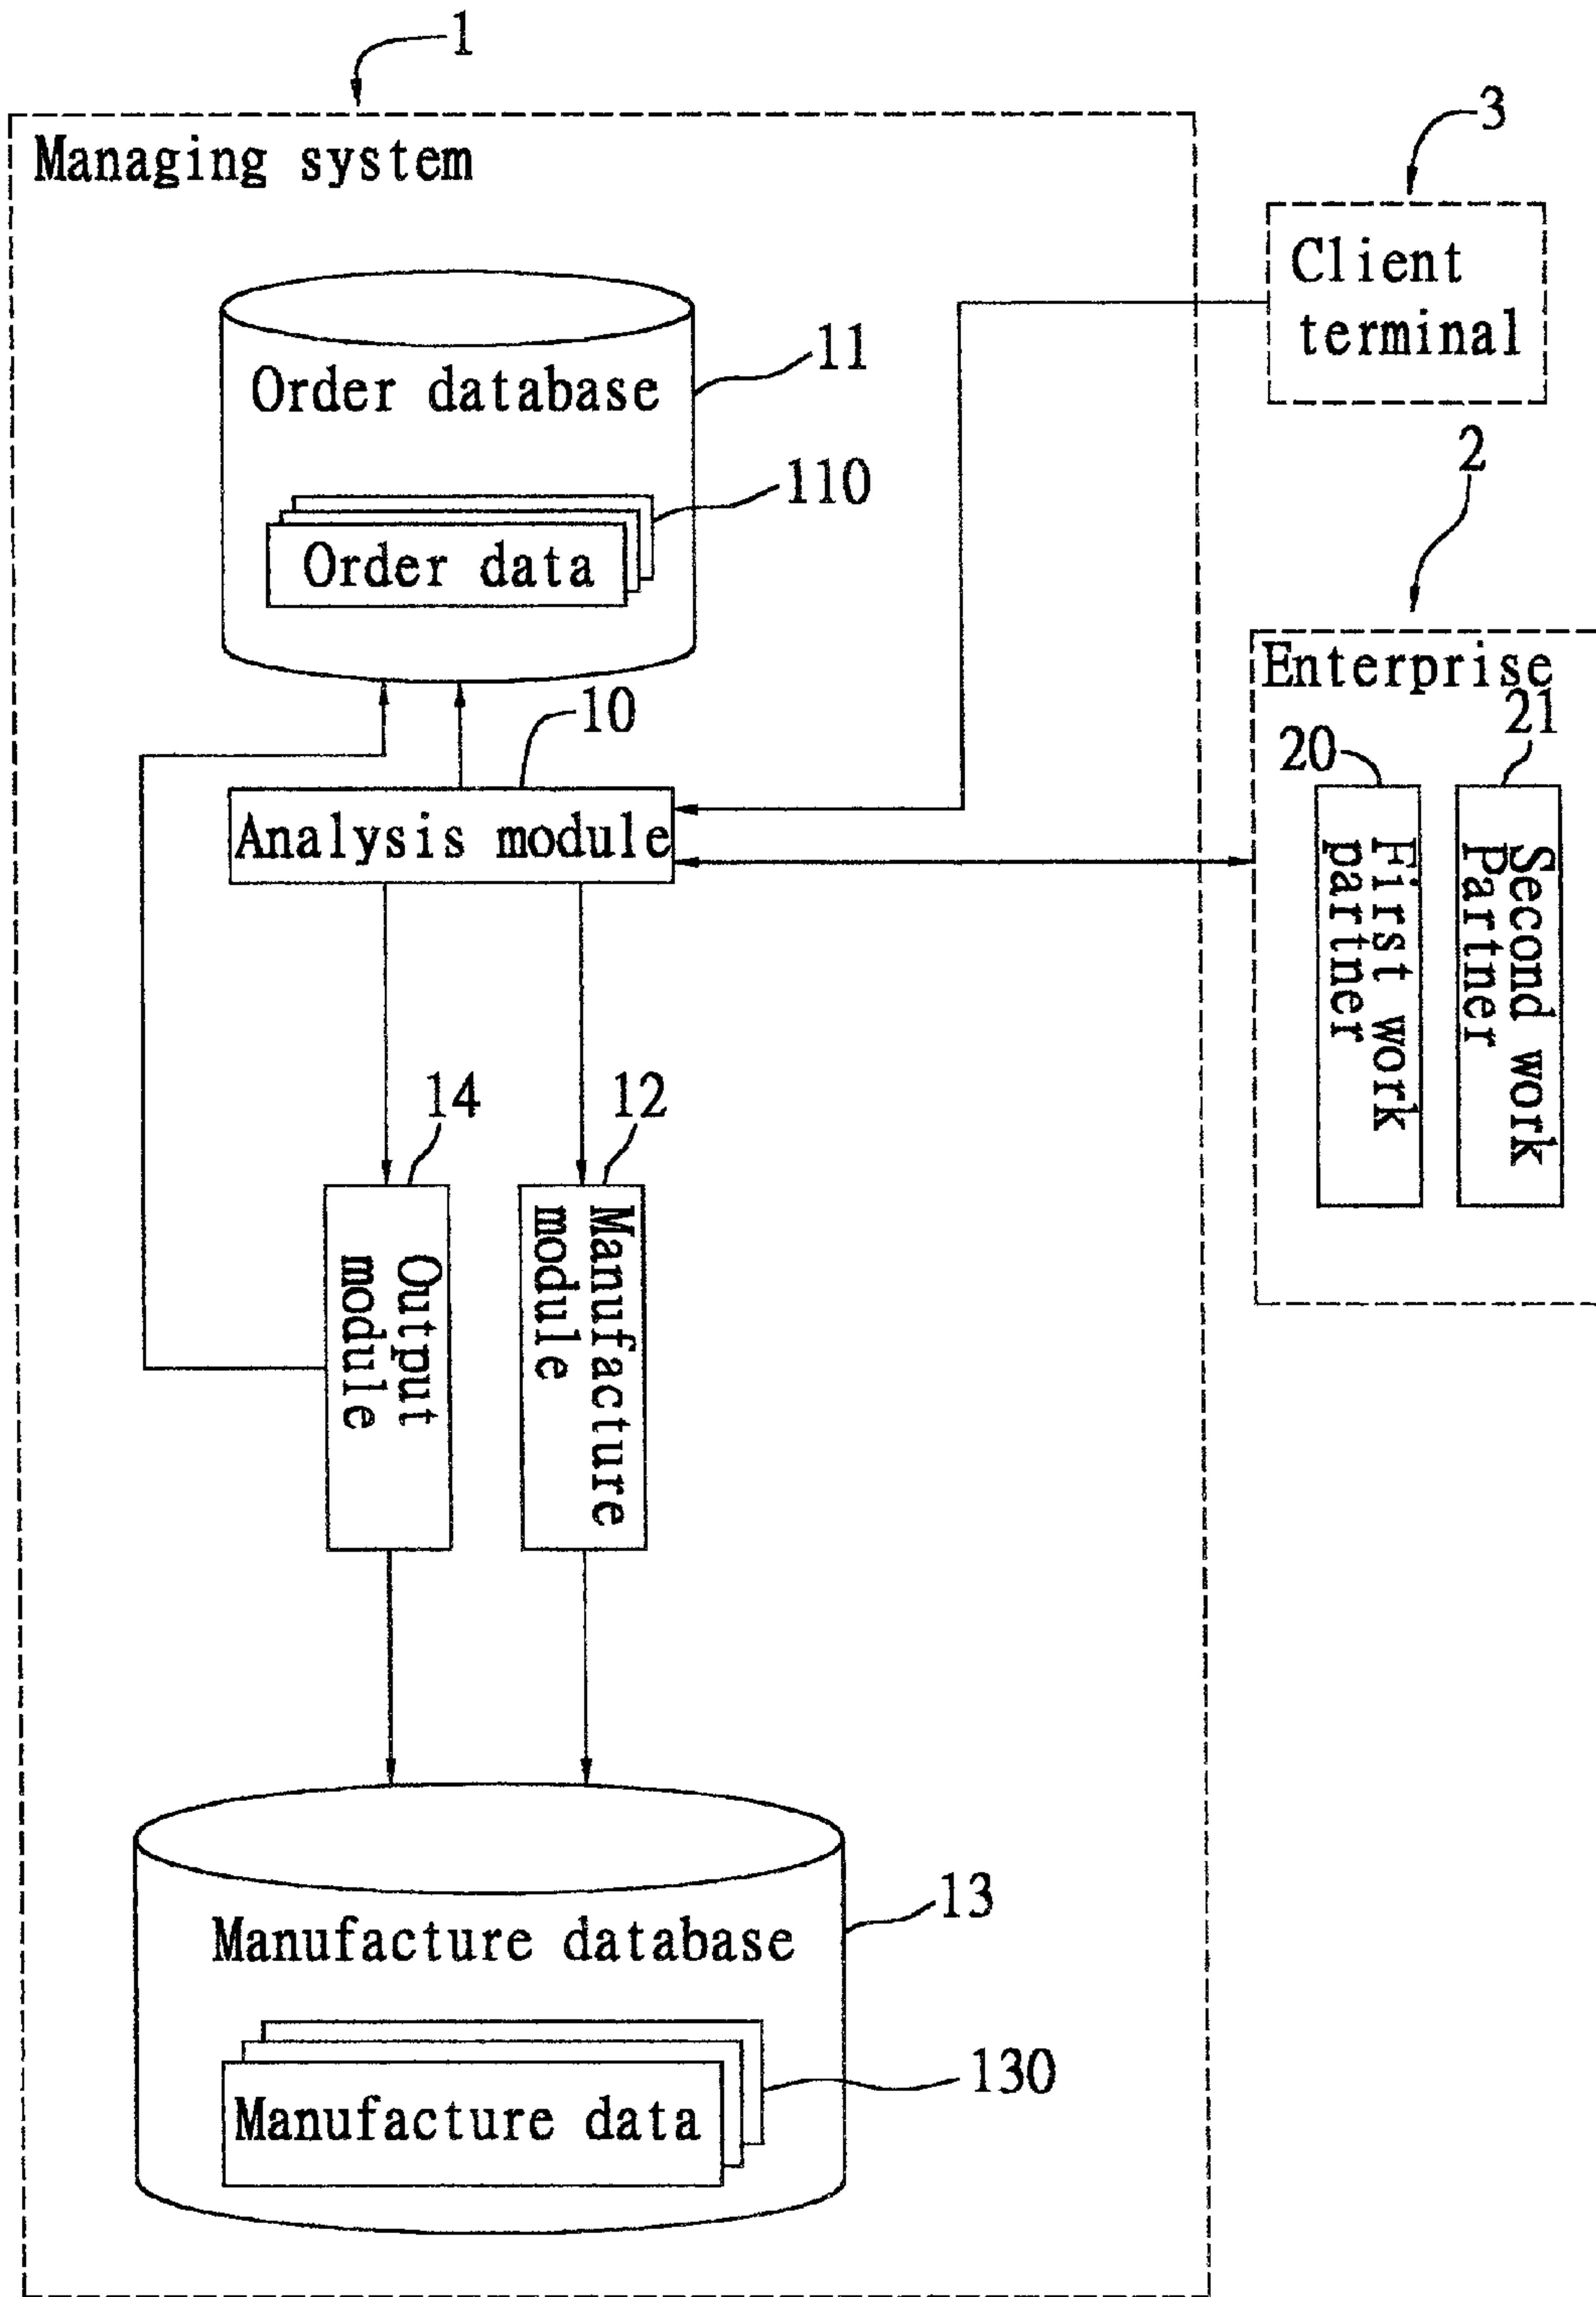 1
Managing system
3
Client
terminal
Order database
11
110
Order data
2
Enterprise
10
Analysis module
20
21
First work
partner
Second work
Partner
14
12
Output
module
Manufacture
module
13
Manufacture database
130
Manufacture data